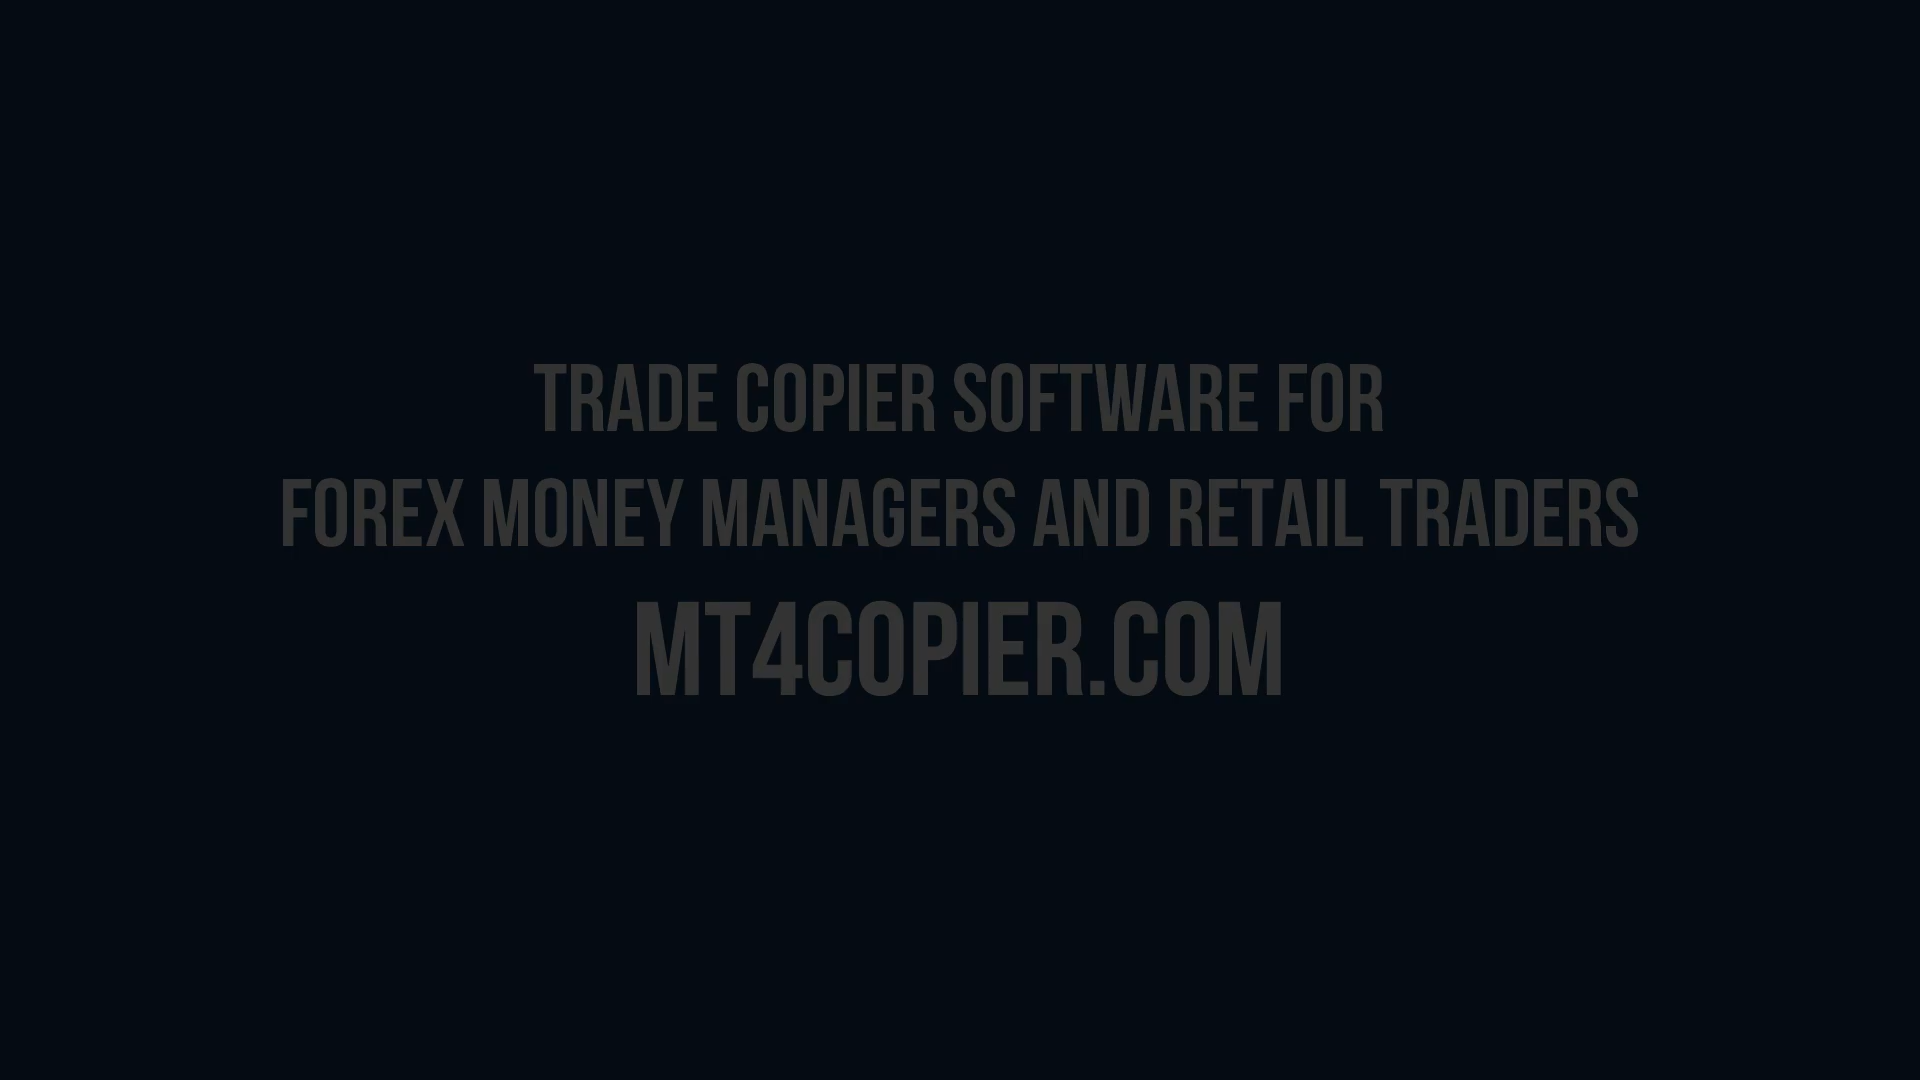 TRADE COPIER SOFTWARE FOR
FOREX MONEY MANAGERS AND RETAIL TRADERS
MT4COPIER.COM